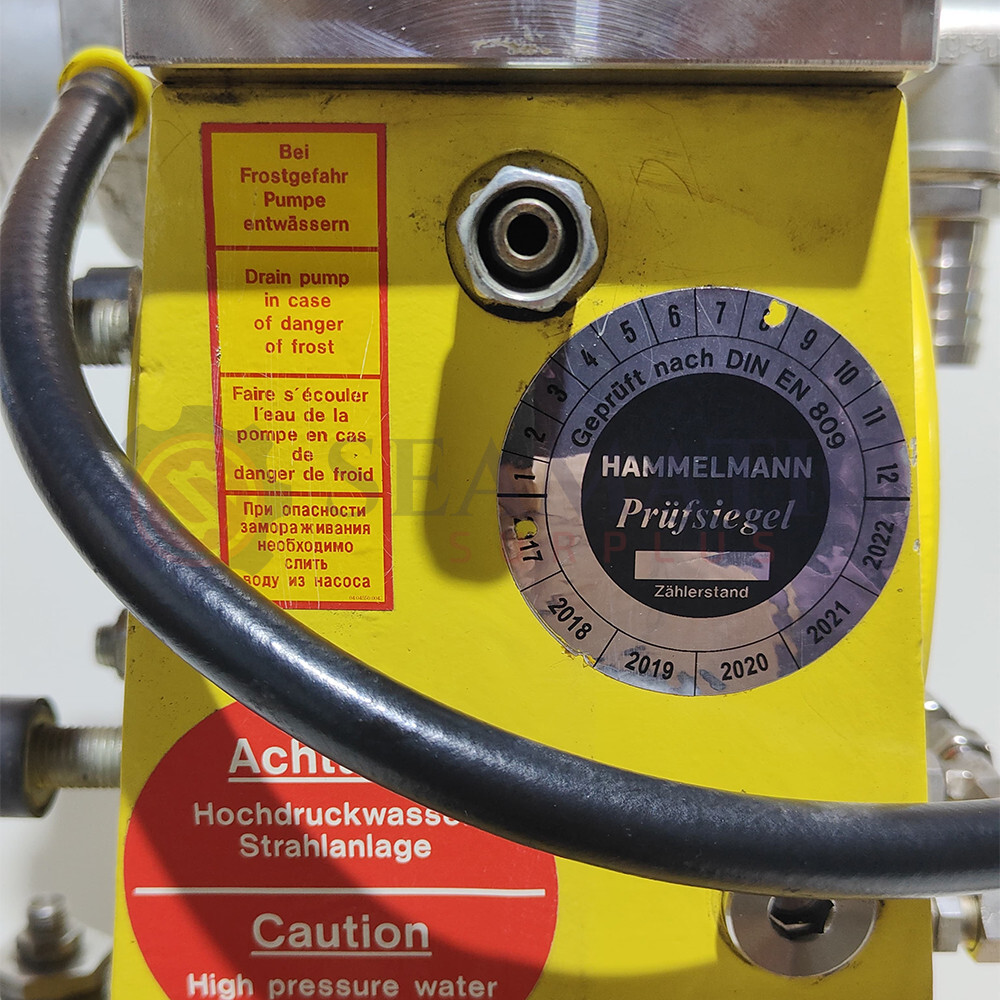 Bei
Frostgefahr
Pumpe
entwässern
Drain pump
in case
of danger
of frost
Faire s´écouler
l´eau de la
pompe en cas
de
danger de froid
При опасности
замораживания
необходимо
слить
воду из насоса
1 2 3 4 5 6 7 8 9 10 11 12
Geprüft nach DIN EN 809
HAMMELMANN
Prüfsiegel
Zählerstand
17 2018 2019 2020 2021 2022
SURPLUS
Hochdruckwasse
Strahlanlage
Caution
High pressure water